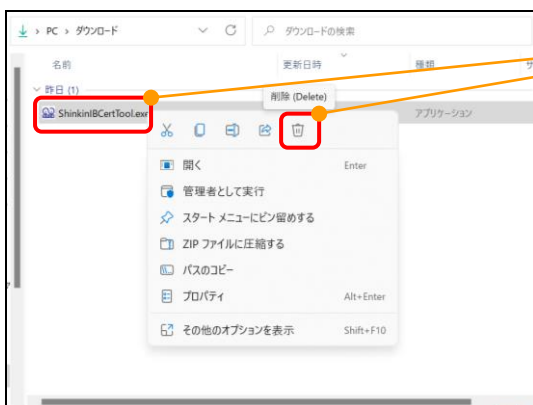 PC > ダウンロード
ダウンロードの検索
名前
更新日時
種類
昨日 (1)
削除 (Delete)
ShinkinIBCertTool.exe
アプリケーション
開く
Enter
管理者として実行
スタート メニューにピン留めする
ZIP ファイルに圧縮する
パスのコピー
プロパティ
Alt+Enter
その他のオプションを表示
Shift+F10